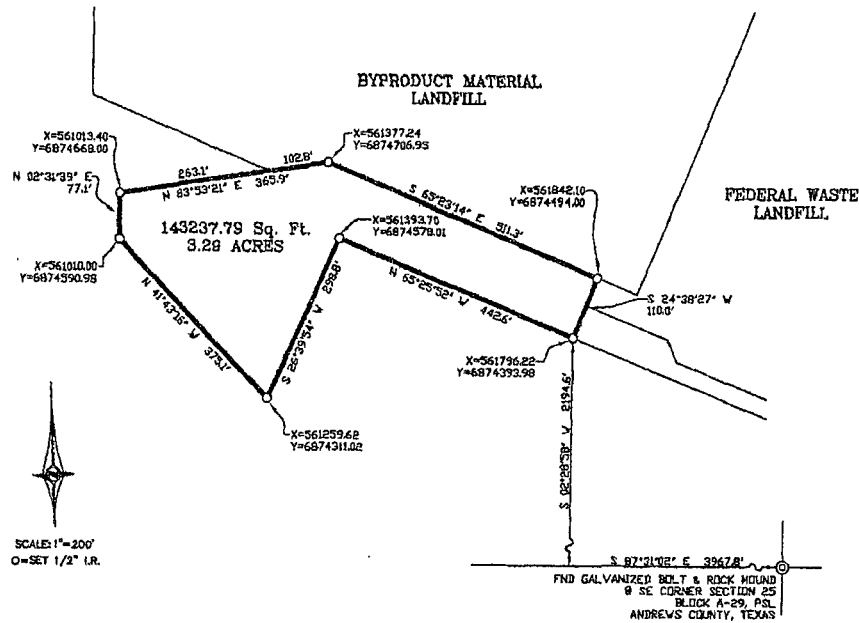 BYPRODUCT MATERIAL
LANDFILL
X=561013.40
Y=6874668.00
X=561377.24
Y=6874706.95
N 02°31'39" E
77.1'
263.1'
102.8'
N 83°53'21" E 365.9'
S 65°23'14" E 511.3'
X=561842.10
Y=6874494.00
FEDERAL WASTE
LANDFILL
143237.79 Sq. Ft.
3.29 ACRES
X=561393.70
Y=6874578.01
X=561010.00
Y=6874590.98
N 65°25'52" W 442.6'
S 24°38'27" W
110.0'
N 41°43'16" W 375.1'
S 26°39'54" W 298.8'
X=561796.22
Y=6874393.98
X=561259.62
Y=6874311.02
S 02°28'58" W 2194.6'
SCALE: 1"=200'
O=SET 1/2" I.R.
S 87°31'02" E 3967.8'
FND GALVANIZED BOLT & ROCK MOUND
@ SE CORNER SECTION 25
BLOCK A-29, PSL
ANDREWS COUNTY, TEXAS